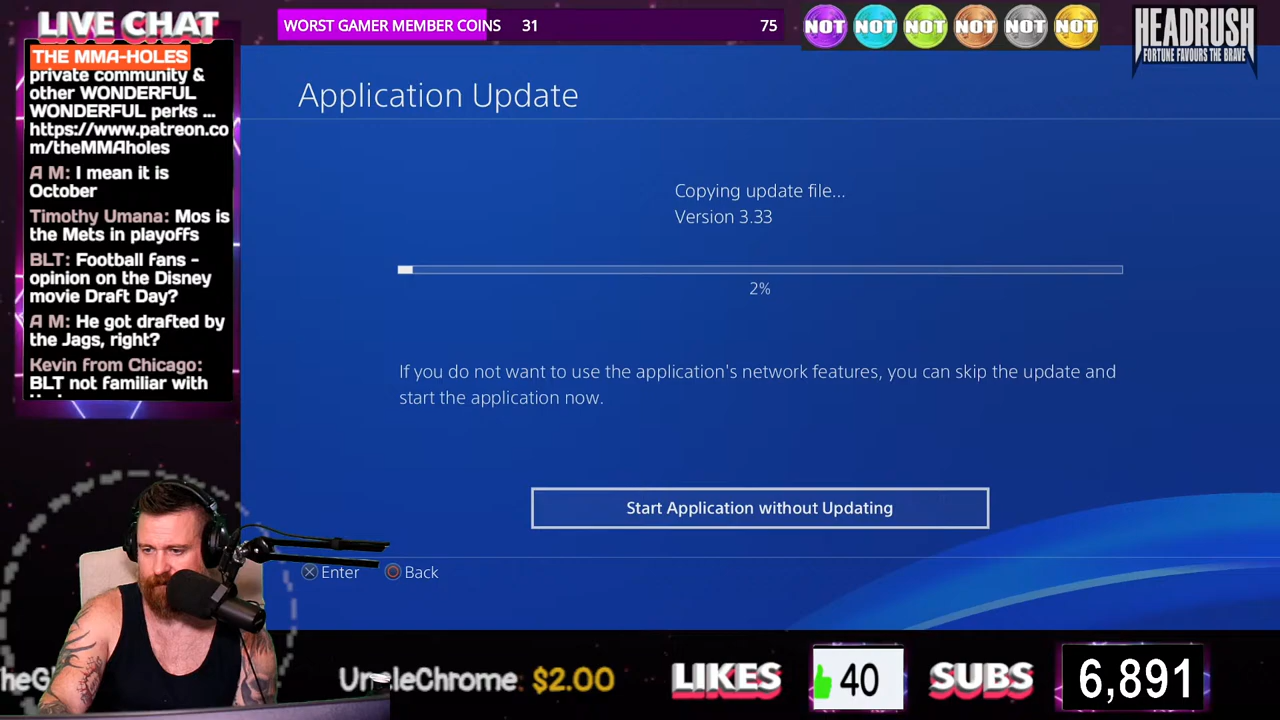 LIVE CHAT
THE MMA-HOLES
private community &
other WONDERFUL
WONDERFUL perks ...
https://www.patreon.co
m/theMMAholes
A M: I mean it is
October
Timothy Umana: Mos is
the Mets in playoffs
BLT: Football fans -
opinion on the Disney
movie Draft Day?
A M: He got drafted by
the Jags, right?
Kevin from Chicago:
BLT not familiar with
WORST GAMER MEMBER COINS 31 75
NOT NOT NOT NOT NOT NOT
HEADRUSH
FORTUNE FAVOURS THE BRAVE
Application Update
Copying update file...
Version 3.33
2%
If you do not want to use the application's network features, you can skip the update and
start the application now.
Start Application without Updating
Enter Back
$2.00
LIKES 40 SUBS 6,891